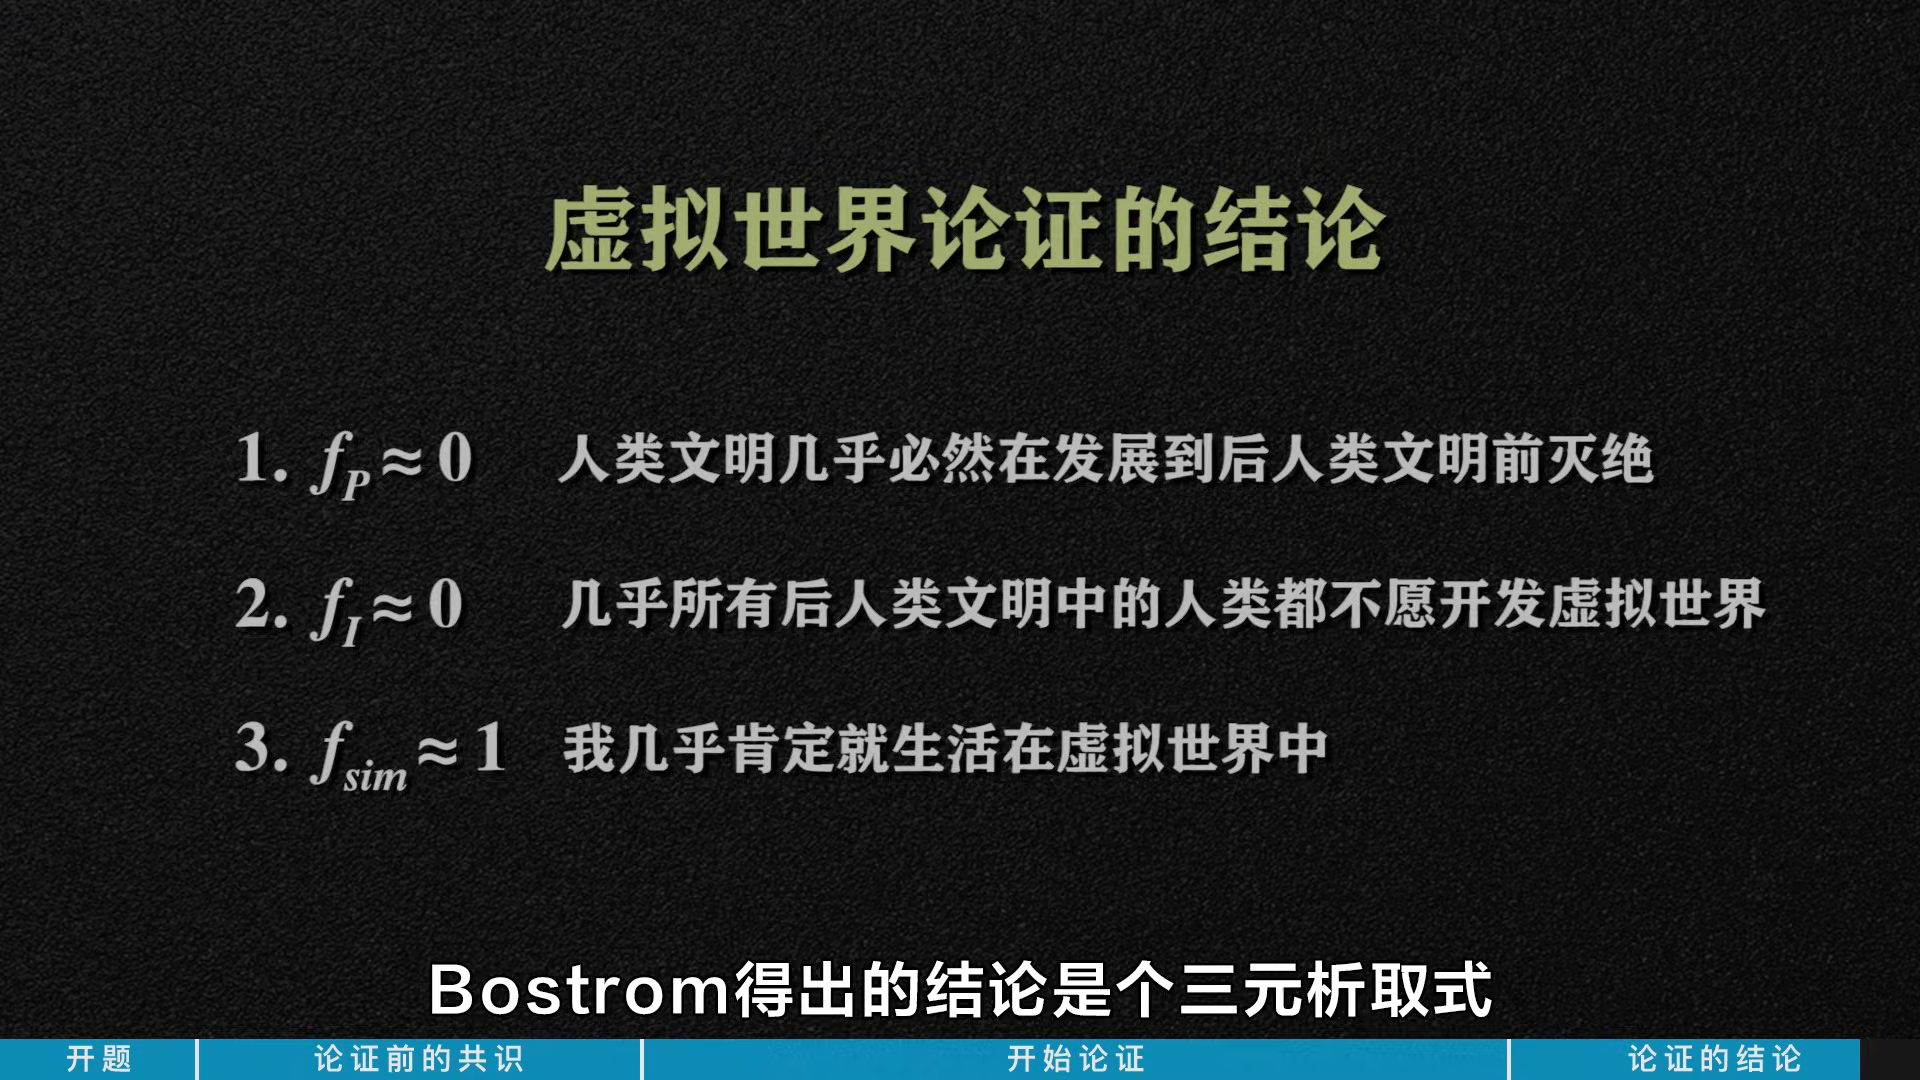 虚拟世界论证的结论
1. fP≈0 人类文明几乎必然在发展到后人类文明前灭绝
2. fI≈0 几乎所有后人类文明中的人类都不愿开发虚拟世界
3. fsim≈1 我几乎肯定就生活在虚拟世界中
Bostrom得出的结论是个三元析取式
开题 论证前的共识 开始论证 论证的结论